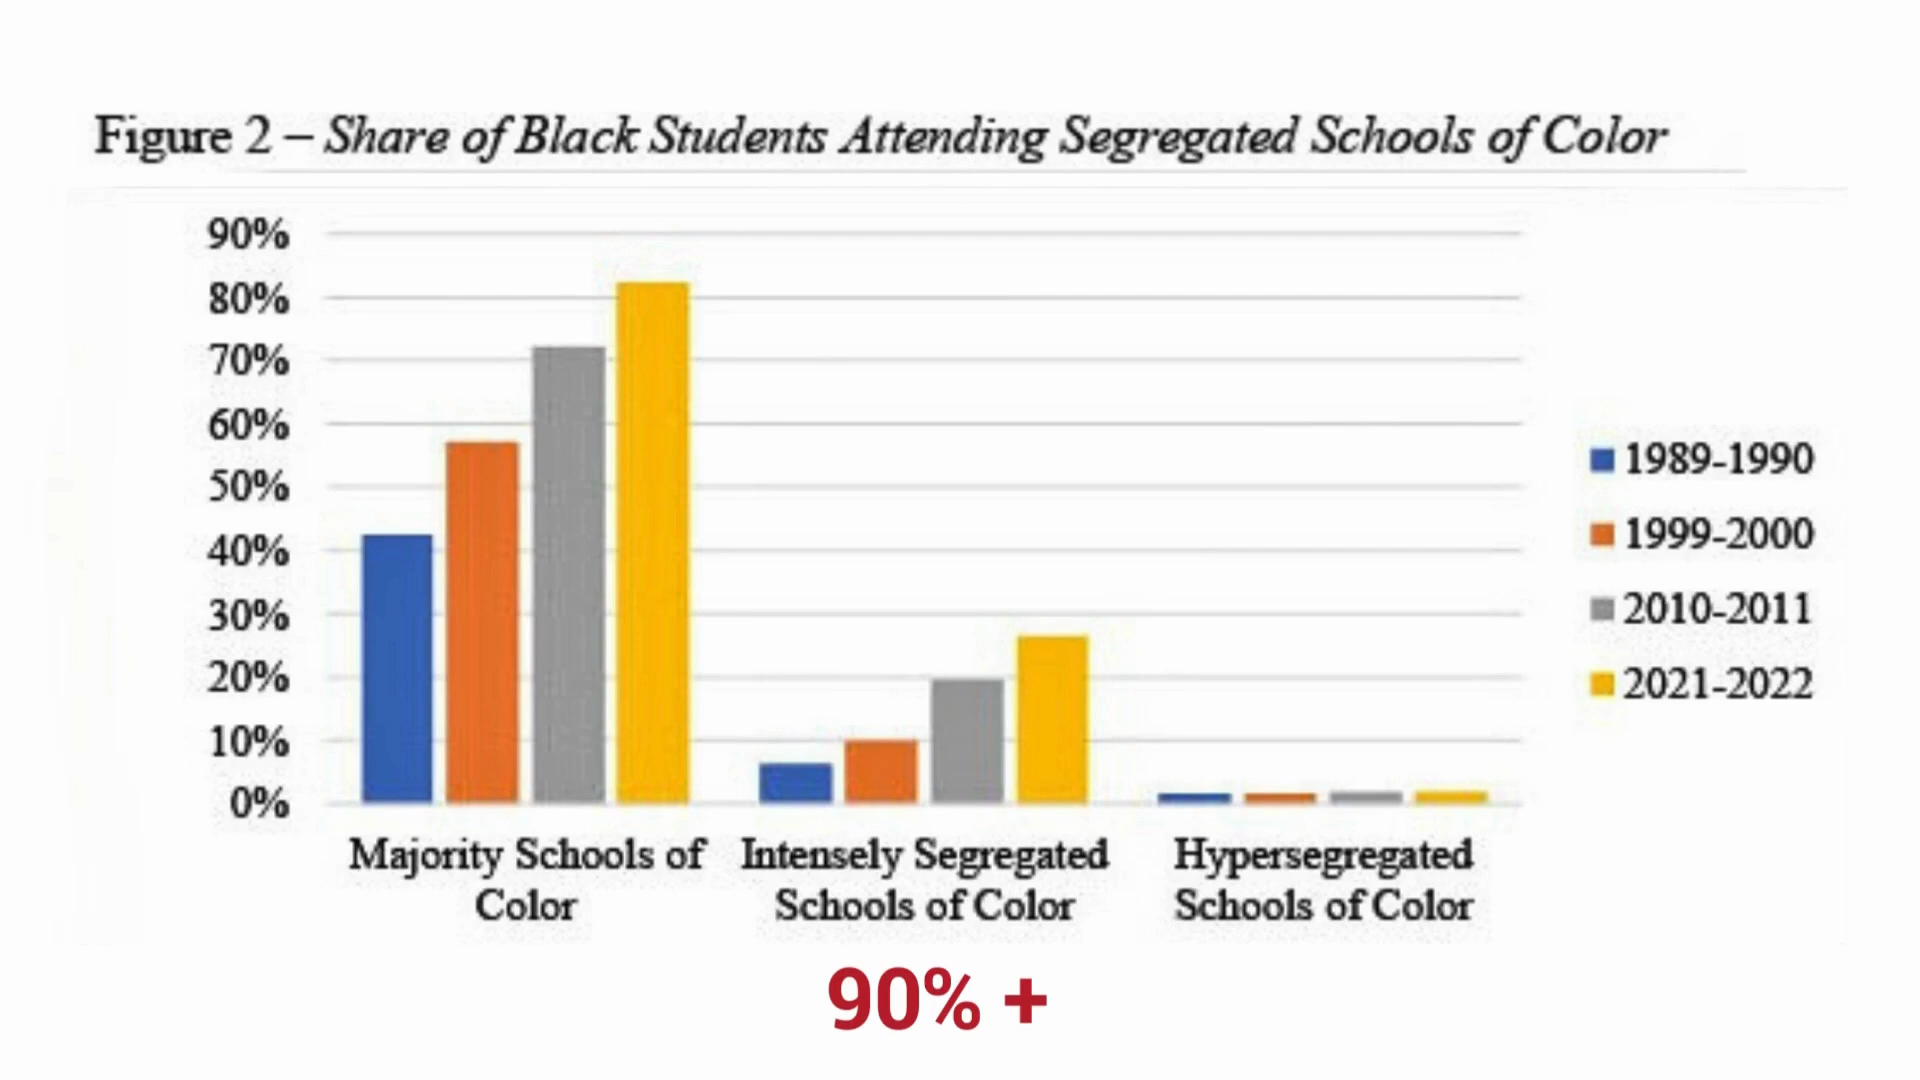 Figure 2 – Share of Black Students Attending Segregated Schools of Color
90%
80%
70%
60%
50%
40%
30%
20%
10%
0%
1989-1990
1999-2000
2010-2011
2021-2022
Majority Schools of
Color
Intensely Segregated
Schools of Color
Hypersegregated
Schools of Color
90% +